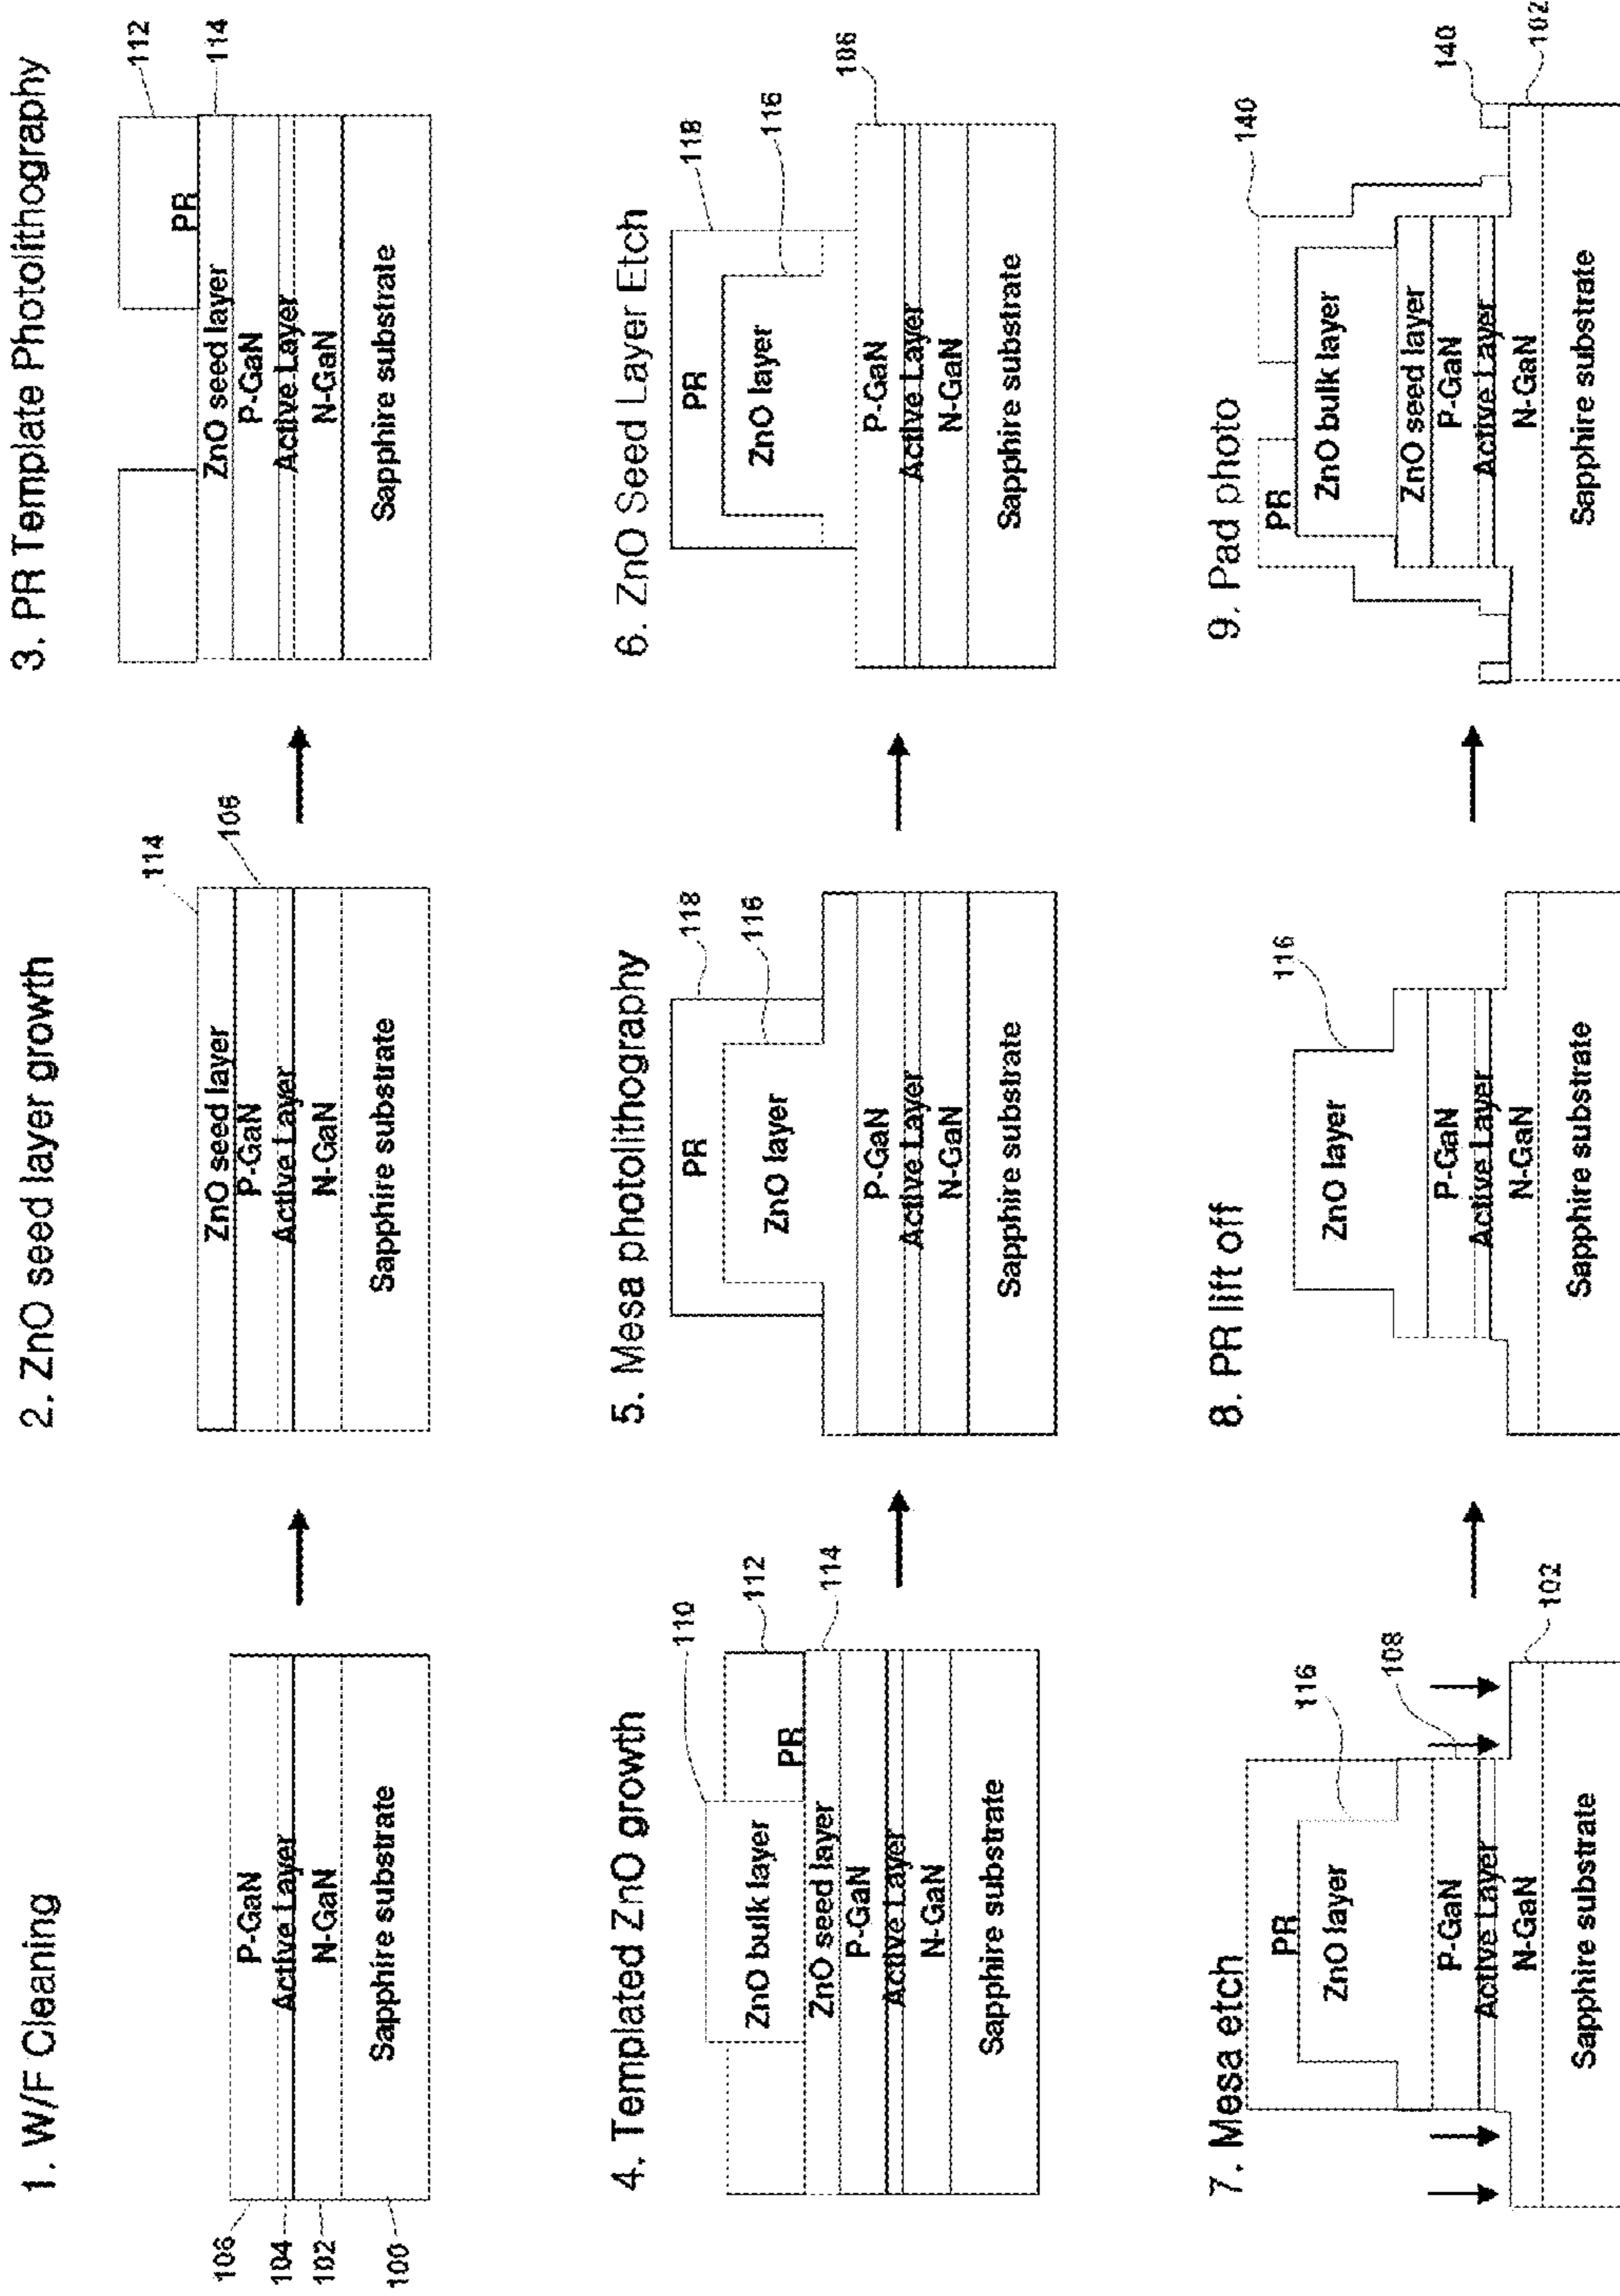 1. W/F Cleaning
P-GaN
Active Layer
N-GaN
Sapphire substrate
106
104
102
100
2. ZnO seed layer growth
114
106
ZnO seed layer
P-GaN
Active Layer
N-GaN
Sapphire substrate
3. PR Template Photolithography
112
114
PR
ZnO seed layer
P-GaN
Active Layer
N-GaN
Sapphire substrate
4. Templated ZnO growth
110
112
114
ZnO bulk layer
PR
ZnO seed layer
P-GaN
Active Layer
N-GaN
Sapphire substrate
5. Mesa photolithography
118
116
PR
ZnO layer
P-GaN
Active Layer
N-GaN
Sapphire substrate
6. ZnO Seed Layer Etch
118
116
106
PR
ZnO layer
P-GaN
Active Layer
N-GaN
Sapphire substrate
7. Mesa etch
116
108
102
PR
ZnO layer
P-GaN
Active Layer
N-GaN
Sapphire substrate
8. PR lift off
116
ZnO layer
P-GaN
Active Layer
N-GaN
Sapphire substrate
9. Pad photo
140
140
102
PR
ZnO bulk layer
ZnO seed layer
P-GaN
Active Layer
N-GaN
Sapphire substrate